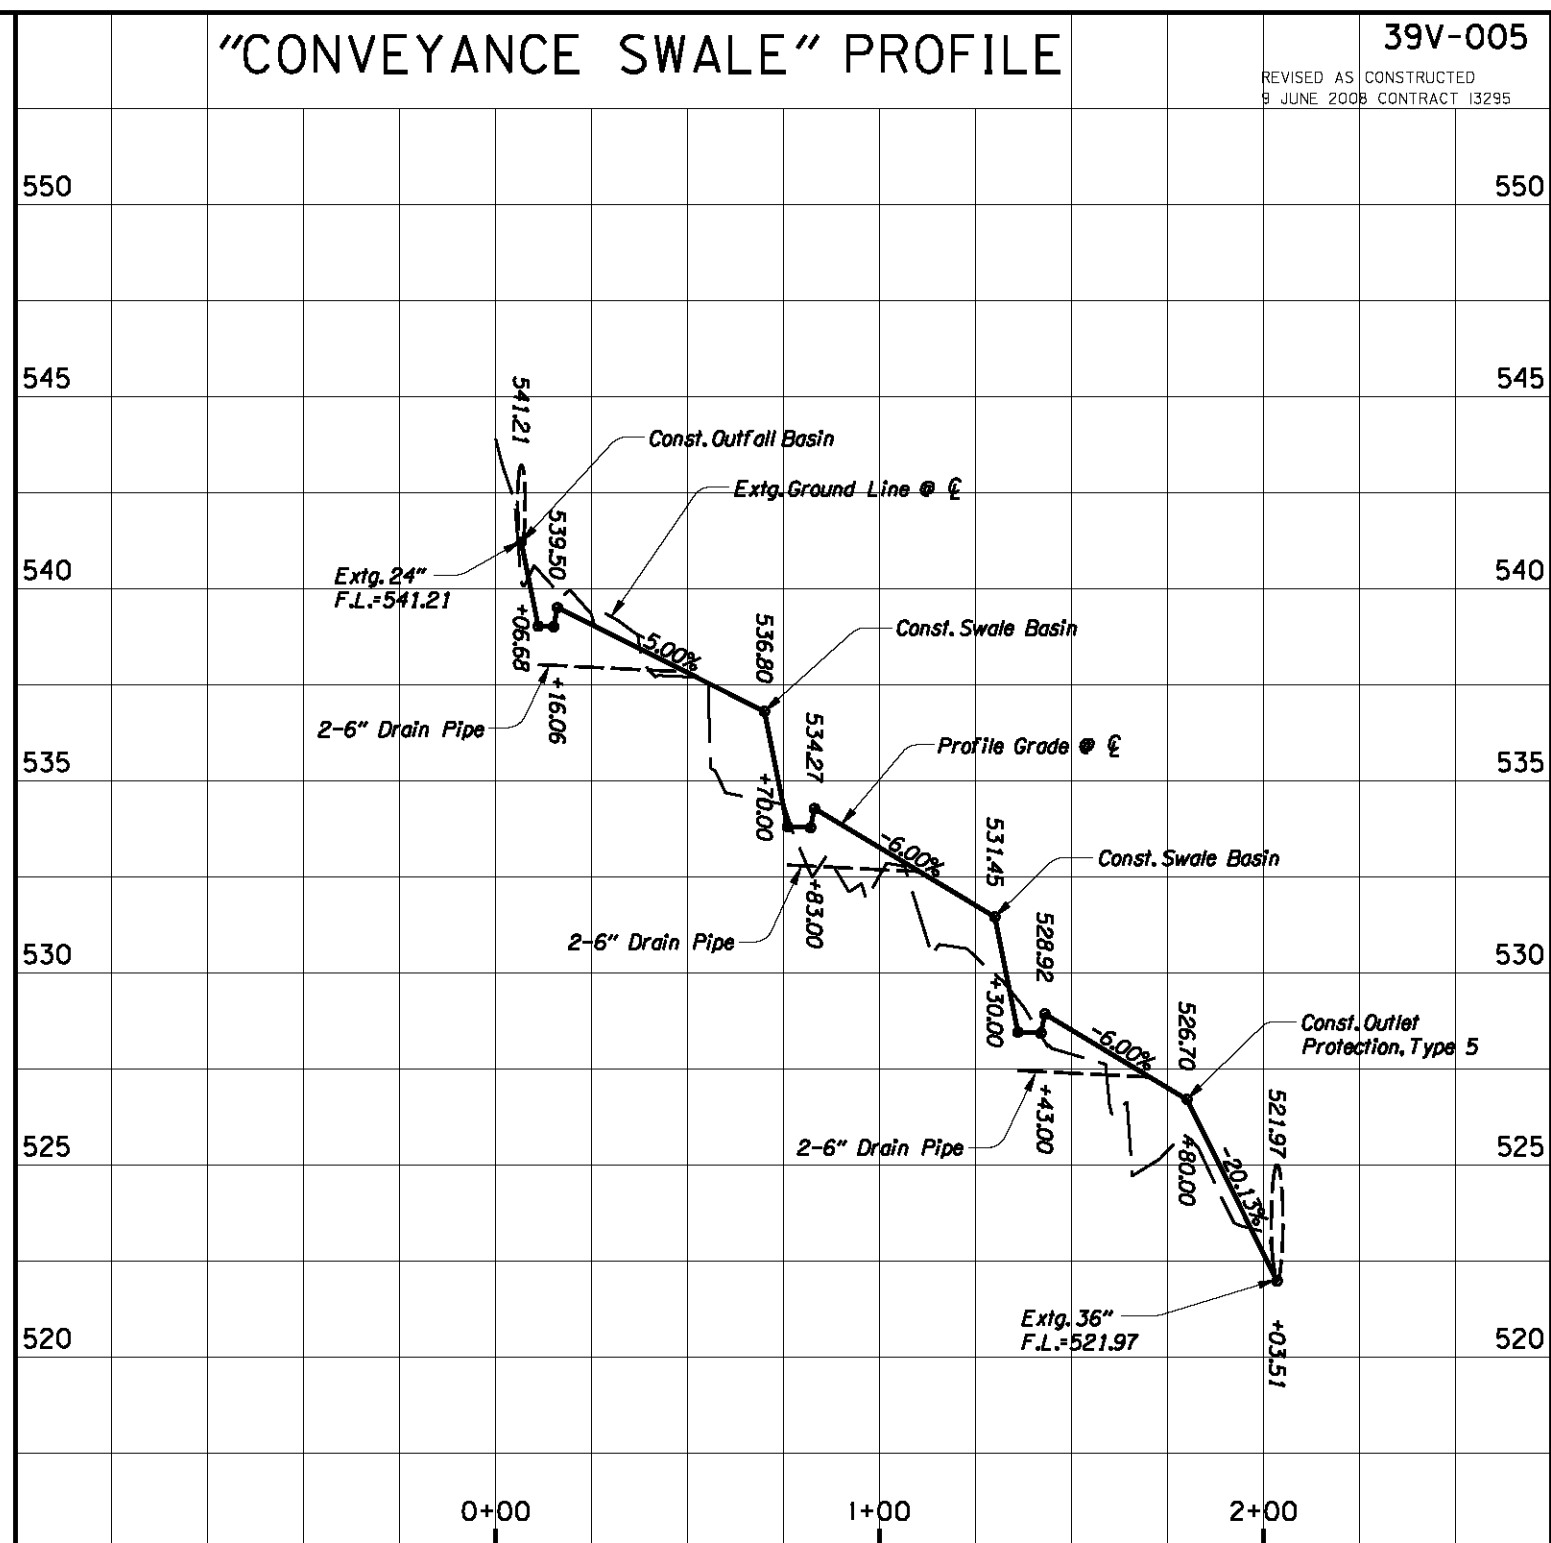 "CONVEYANCE SWALE" PROFILE
39V-005
REVISED AS CONSTRUCTED
9 JUNE 2008 CONTRACT 13295
550
550
545
545
541.21
Const. Outfall Basin
Extg. Ground Line @ ℄
539.50
540
540
Extg. 24"
F.L.=541.21
+06.68
-5.00%
536.80
Const. Swale Basin
+16.06
2-6" Drain Pipe
534.27
Profile Grade @ ℄
535
535
+70.00
-6.00%
531.45
Const. Swale Basin
+83.00
2-6" Drain Pipe
528.92
530
530
+30.00
526.70
Const. Outlet
Protection, Type 5
-6.00%
+43.00
521.97
2-6" Drain Pipe
525
525
+80.00
-20.13%
Extg. 36"
F.L.=521.97
520
520
+03.51
0+00
1+00
2+00